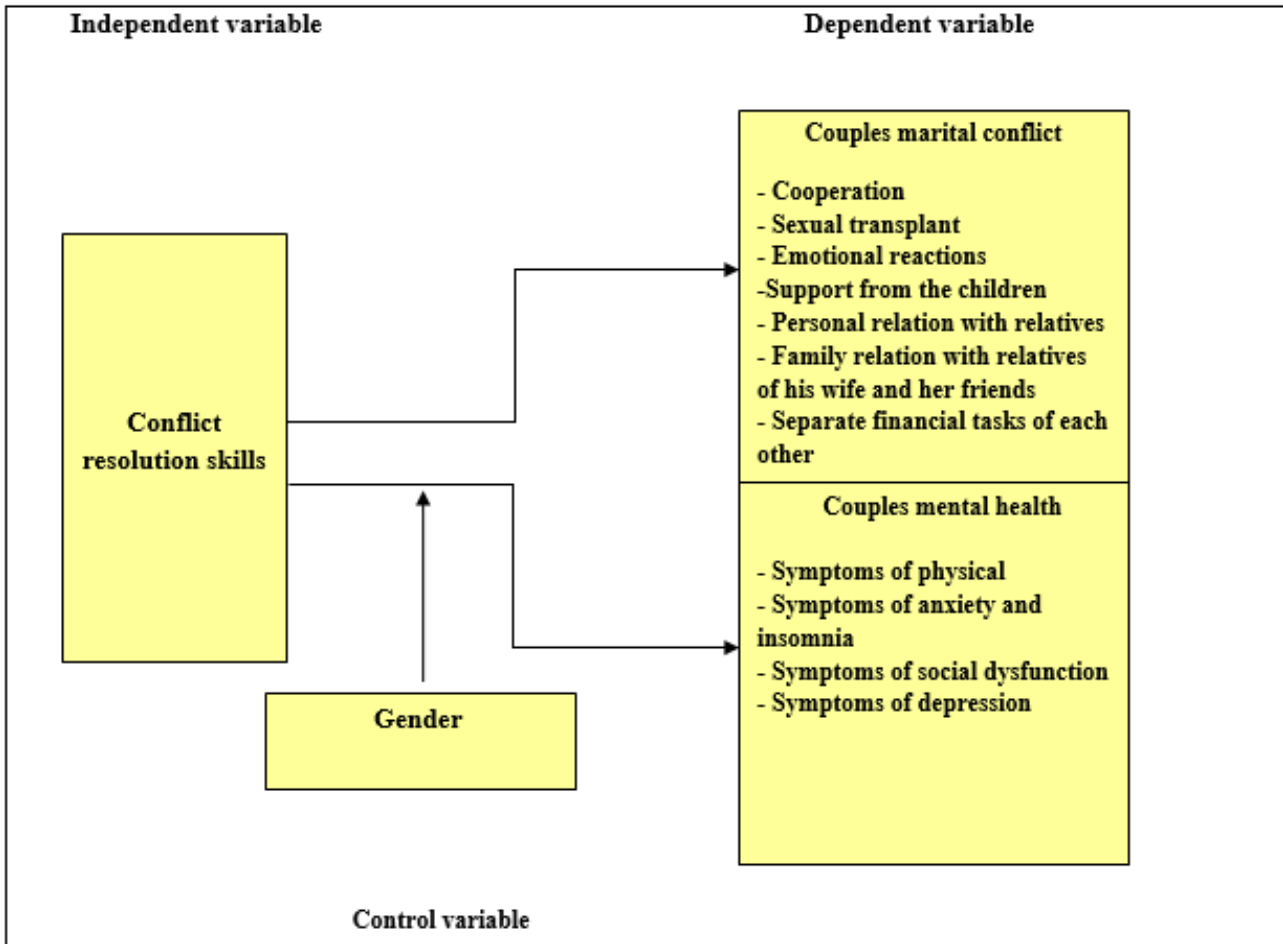 Independent variable
Dependent variable
Couples marital conflict
- Cooperation
- Sexual transplant
- Emotional reactions
-Support from the children
- Personal relation with relatives
- Family relation with relatives
of his wife and her friends
- Separate financial tasks of each
other
Conflict
resolution skills
Couples mental health
- Symptoms of physical
- Symptoms of anxiety and
insomnia
- Symptoms of social dysfunction
- Symptoms of depression
Gender
Control variable